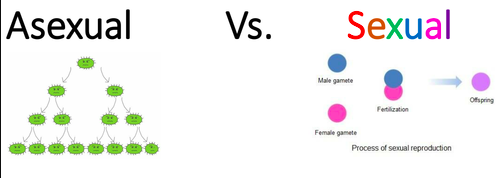 Asexual Vs. Sexual
Male gamete
Fertilization
Offspring
Female gamete
Process of sexual reproduction